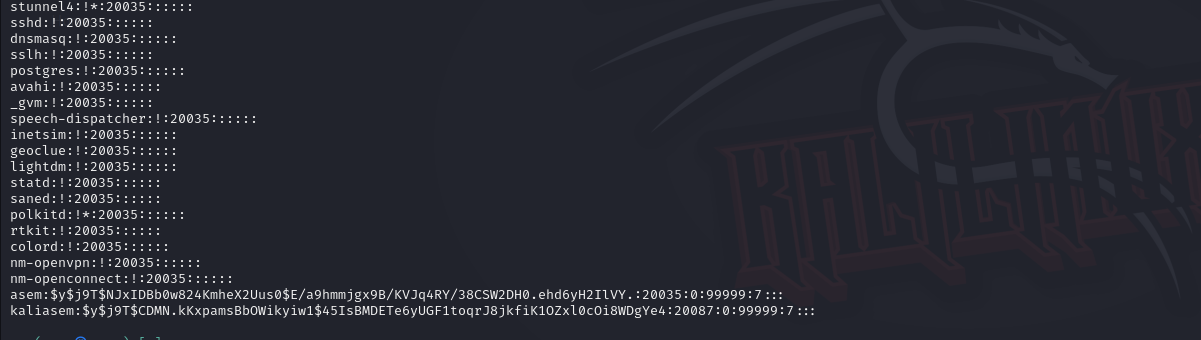 stunnel4:!*:20035::::::
sshd:!:20035::::::
dnsmasq:!:20035::::::
sslh:!:20035::::::
postgres:!:20035::::::
avahi:!:20035::::::
_gvm:!:20035::::::
speech-dispatcher:!:20035::::::
inetsim:!:20035::::::
geoclue:!:20035::::::
lightdm:!:20035::::::
statd:!:20035::::::
saned:!:20035::::::
polkitd:!*:20035::::::
rtkit:!:20035::::::
colord:!:20035::::::
nm-openvpn:!:20035::::::
nm-openconnect:!:20035::::::
asem:$y$j9T$NJxIDBb0w824KmheX2Uus0$E/a9hmmjgx9B/KVJq4RY/38CSW2DH0.ehd6yH2IlVY.:20035:0:99999:7:::
kaliasem:$y$j9T$CDMN.kKxpamsBbOWikyiw1$45IsBMDETe6yUGF1toqrJ8jkfiK1OZxl0cOi8WDgYe4:20087:0:99999:7:::
KALI LINUX